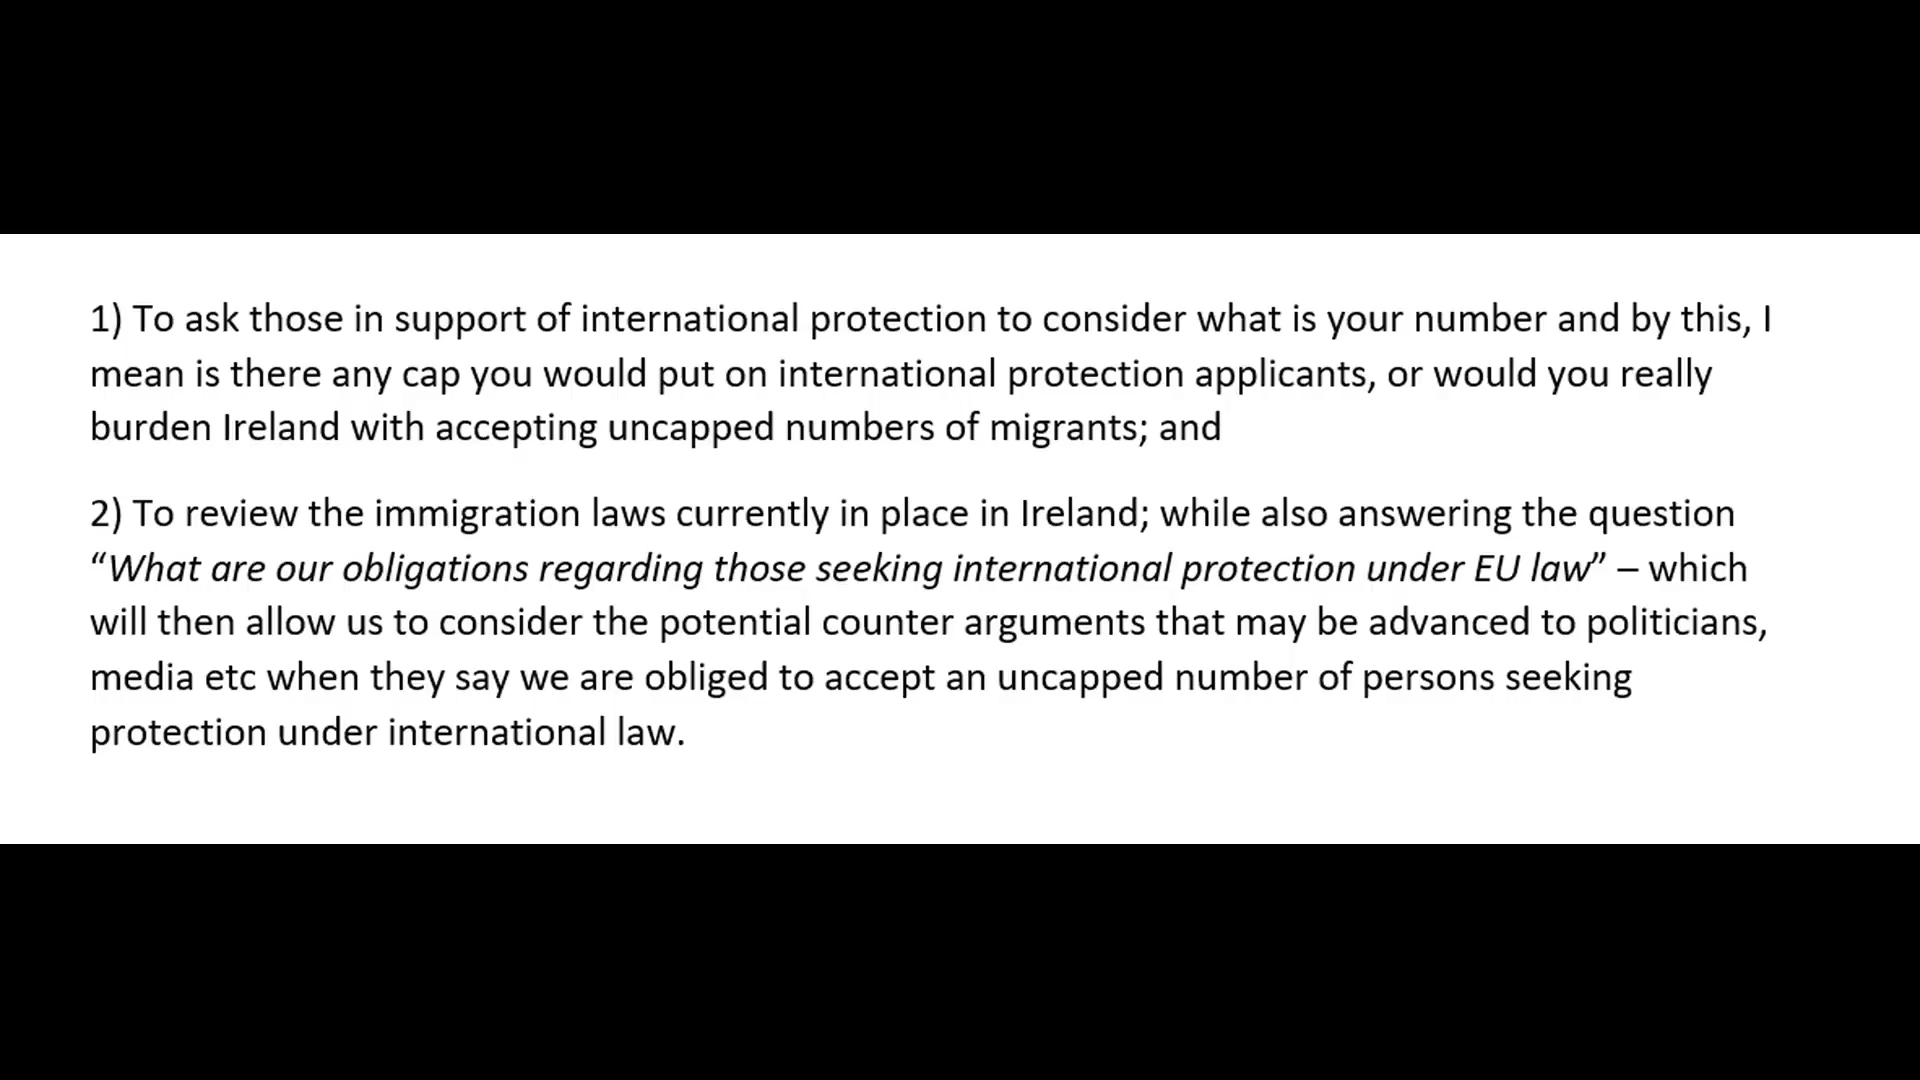 1) To ask those in support of international protection to consider what is your number and by this, I
mean is there any cap you would put on international protection applicants, or would you really
burden Ireland with accepting uncapped numbers of migrants; and
2) To review the immigration laws currently in place in Ireland; while also answering the question
“What are our obligations regarding those seeking international protection under EU law” – which
will then allow us to consider the potential counter arguments that may be advanced to politicians,
media etc when they say we are obliged to accept an uncapped number of persons seeking
protection under international law.